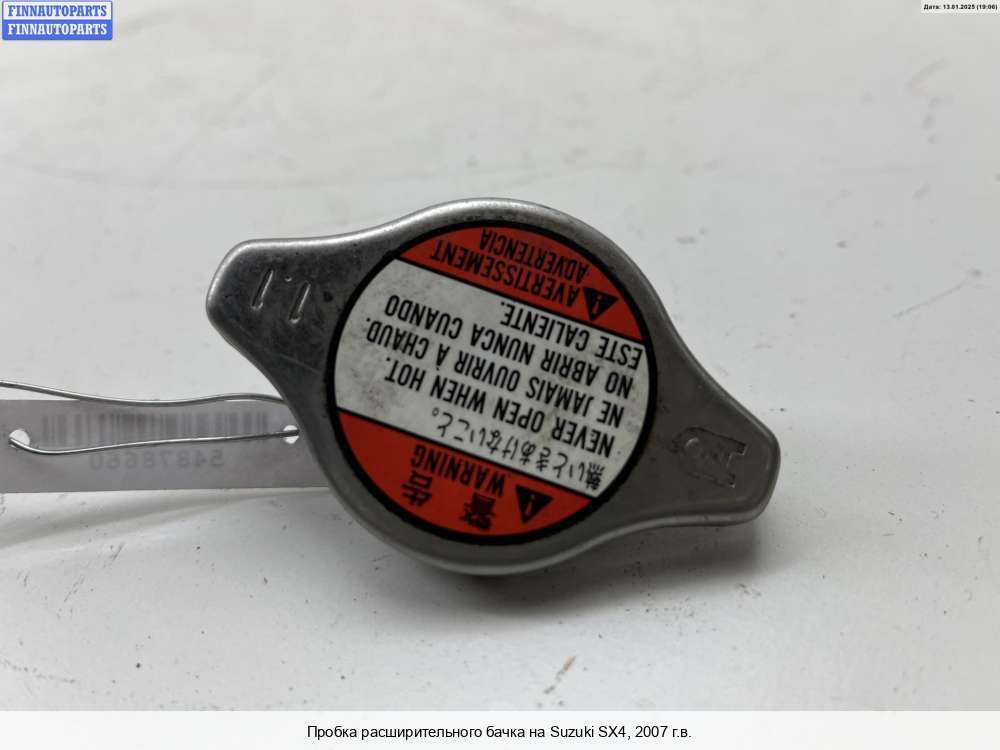 FINNAUTOPARTS
FINNAUTOPARTS
Дата: 13.01.2025 (19:06)
警告
WARNING
熱いときあけないこと。
NEVER OPEN WHEN HOT.
NE JAMAIS OUVRIR À CHAUD.
NO ABRIR NUNCA CUANDO
ESTE CALIENTE.
AVERTISSEMENT
ADVERTENCIA
1.1
54878660
Пробка расширительного бачка на Suzuki SX4, 2007 г.в.